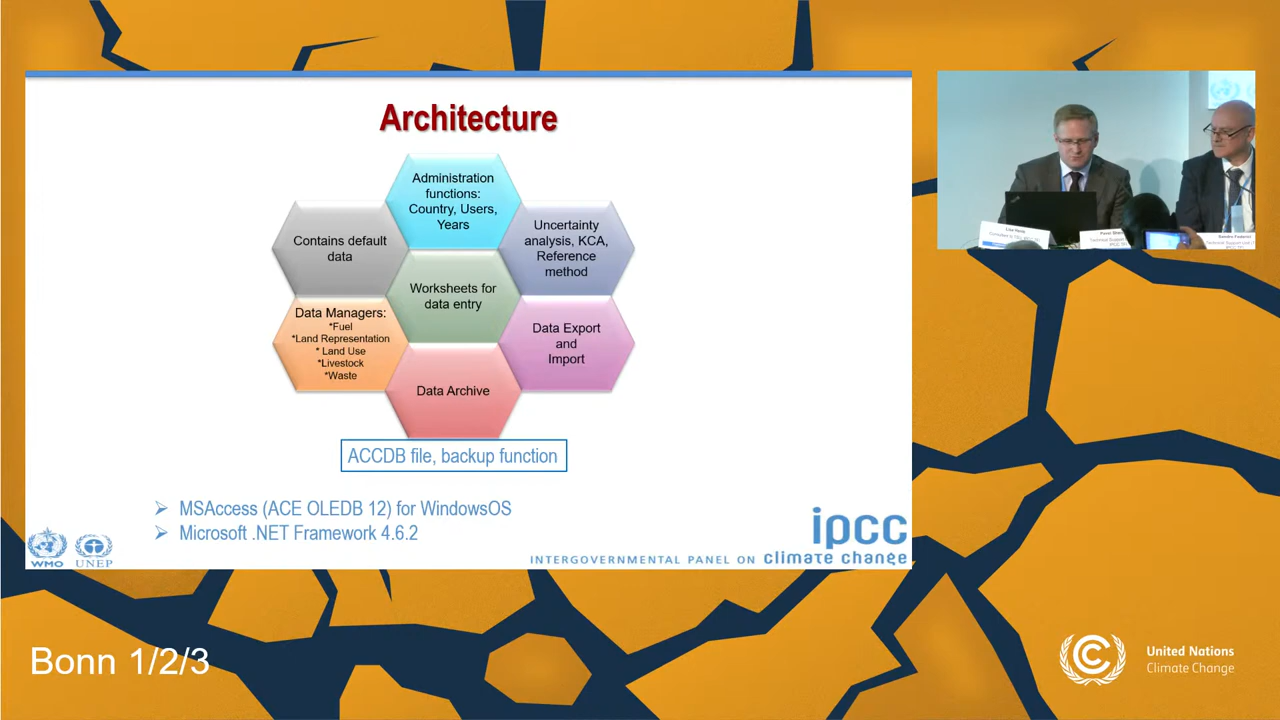 Architecture
Administration
functions:
Country, Users,
Years
Contains default
data
Uncertainty
analysis, KCA,
Reference
method
Worksheets for
data entry
Data Managers:
*Fuel
*Land Representation
* Land Use
*Livestock
*Waste
Data Export
and
Import
Data Archive
ACCDB file, backup function
➢ MSAccess (ACE OLEDB 12) for WindowsOS
➢ Microsoft .NET Framework 4.6.2
WMO
UNEP
ipcc
INTERGOVERNMENTAL PANEL ON climate change
Bonn 1/2/3
United Nations
Climate Change